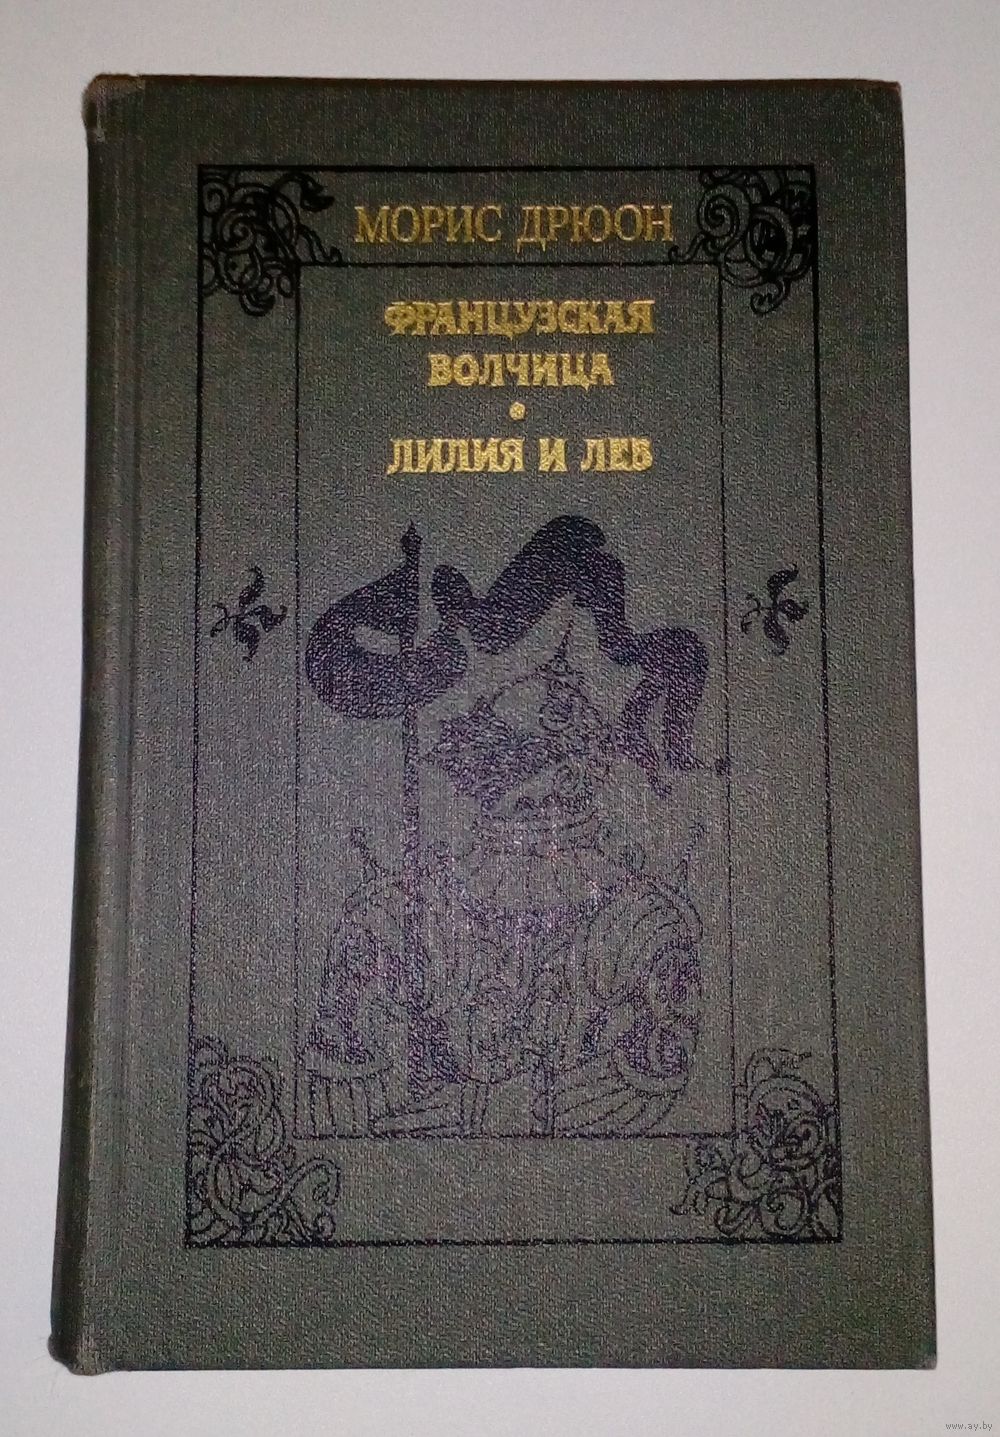 МОРИС ДРЮОН
ФРАНЦУЗСКАЯ
ВОЛЧИЦА
•
ЛИЛИЯ И ЛЕВ
www.ay.by